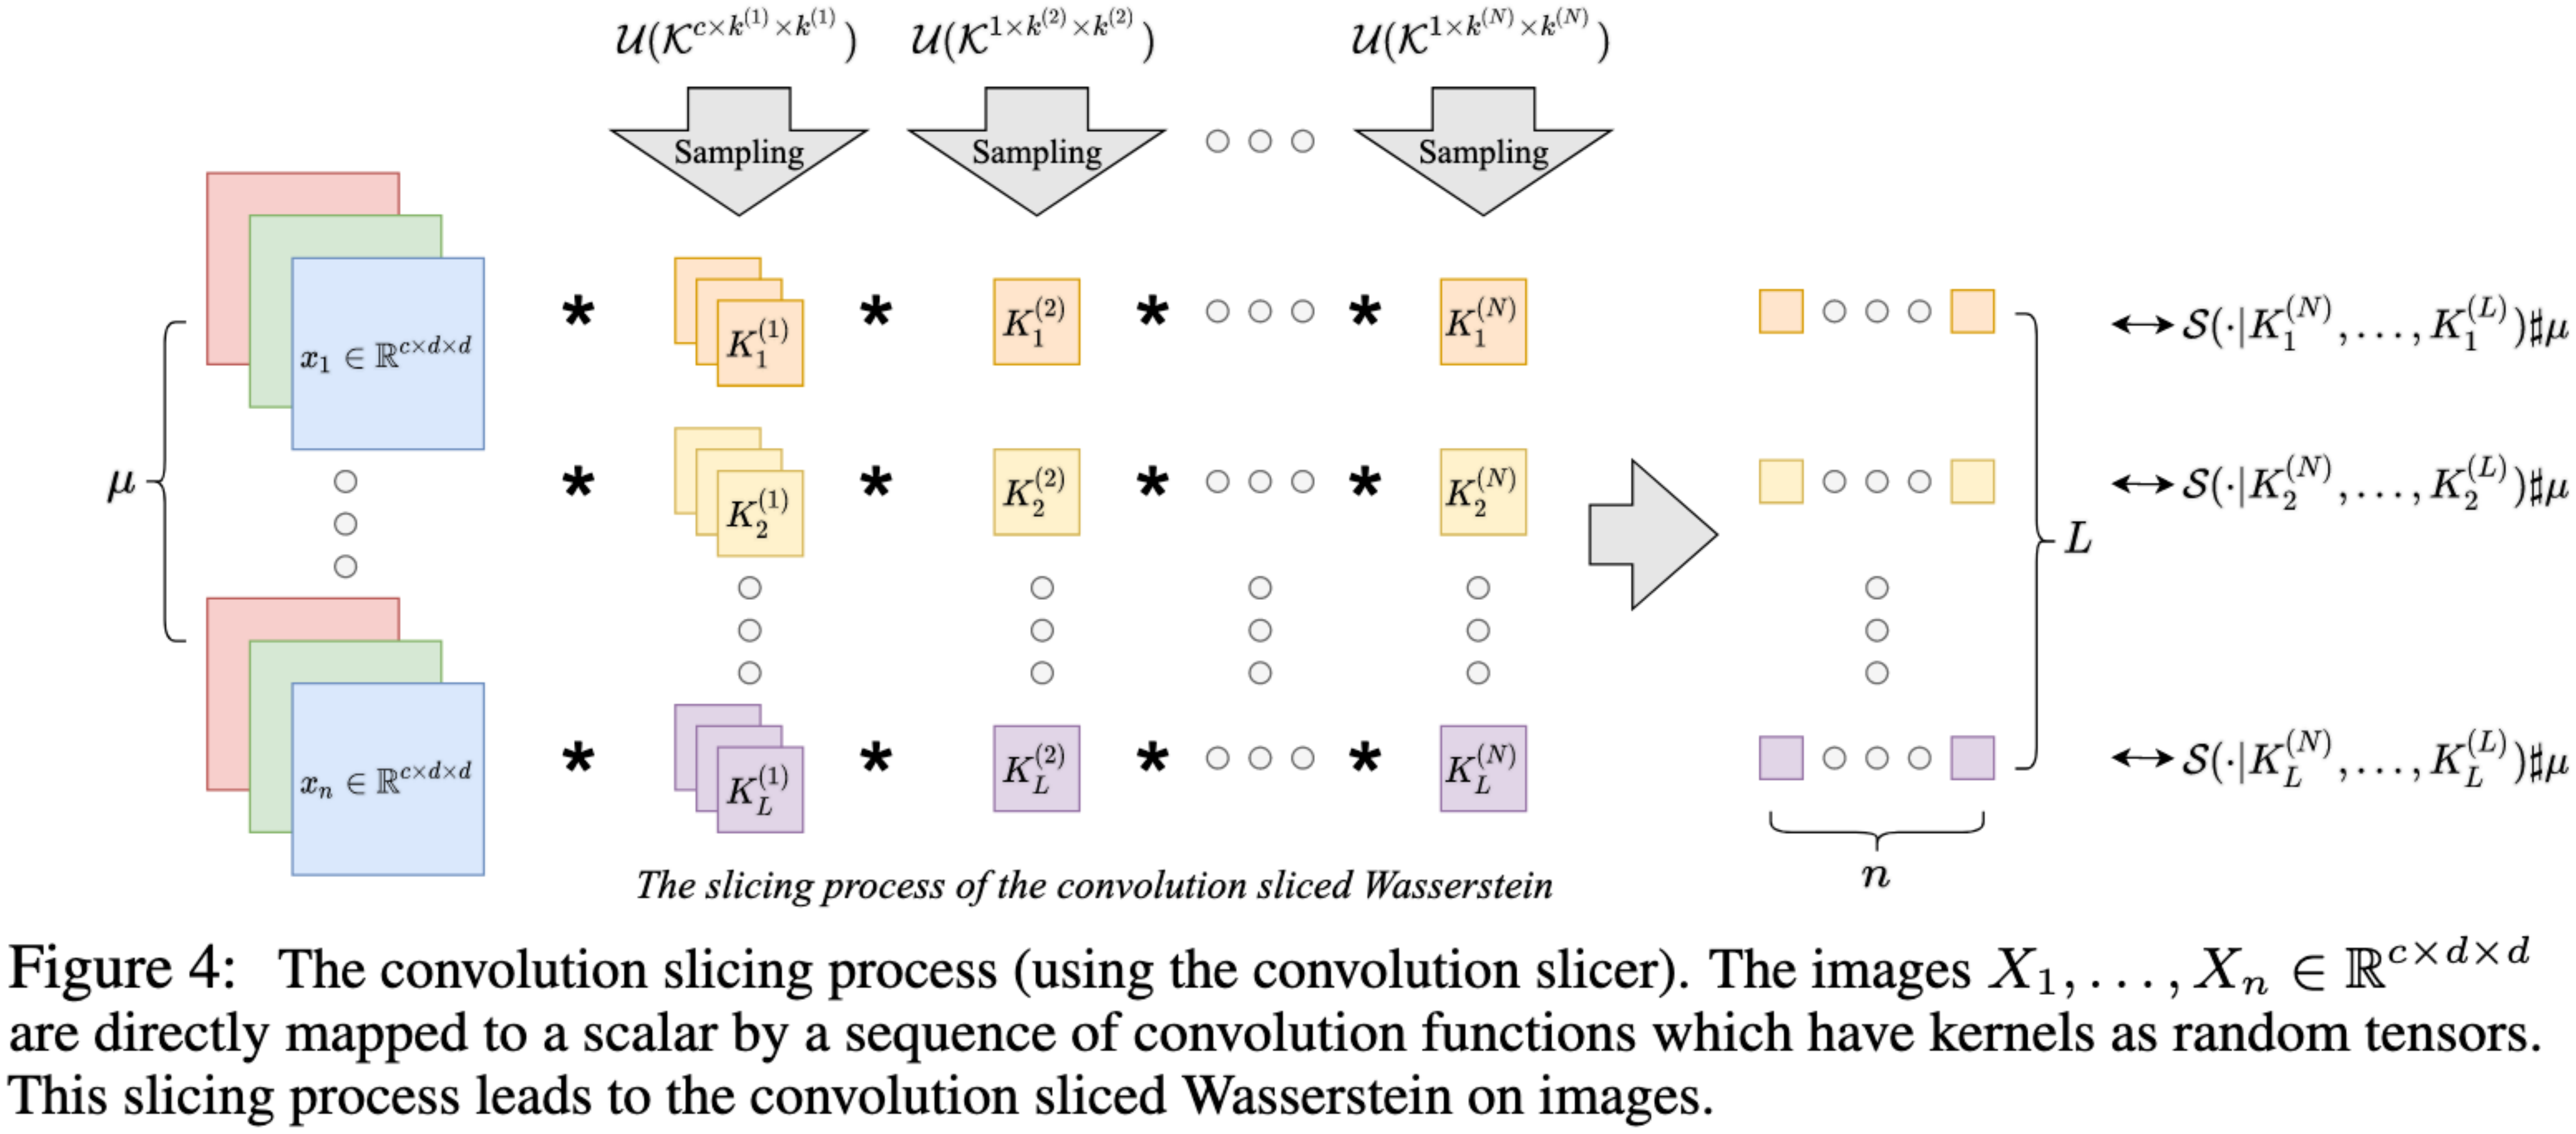 𝒰(𝒦^{c×k^{(1)}×k^{(1)}}) 𝒰(𝒦^{1×k^{(2)}×k^{(2)}}) 𝒰(𝒦^{1×k^{(N)}×k^{(N)}})
Sampling Sampling Sampling
x_1 ∈ ℝ^{c×d×d} * K_1^{(1)} * K_1^{(2)} * * K_1^{(N)} ↔ 𝒮(·|K_1^{(N)}, …, K_1^{(L)})♯μ
μ * K_2^{(1)} * K_2^{(2)} * * K_2^{(N)} ↔ 𝒮(·|K_2^{(N)}, …, K_2^{(L)})♯μ
L
x_n ∈ ℝ^{c×d×d} * K_L^{(1)} * K_L^{(2)} * * K_L^{(N)} ↔ 𝒮(·|K_L^{(N)}, …, K_L^{(L)})♯μ
n
The slicing process of the convolution sliced Wasserstein
Figure 4: The convolution slicing process (using the convolution slicer). The images X_1, …, X_n ∈ ℝ^{c×d×d}
are directly mapped to a scalar by a sequence of convolution functions which have kernels as random tensors.
This slicing process leads to the convolution sliced Wasserstein on images.